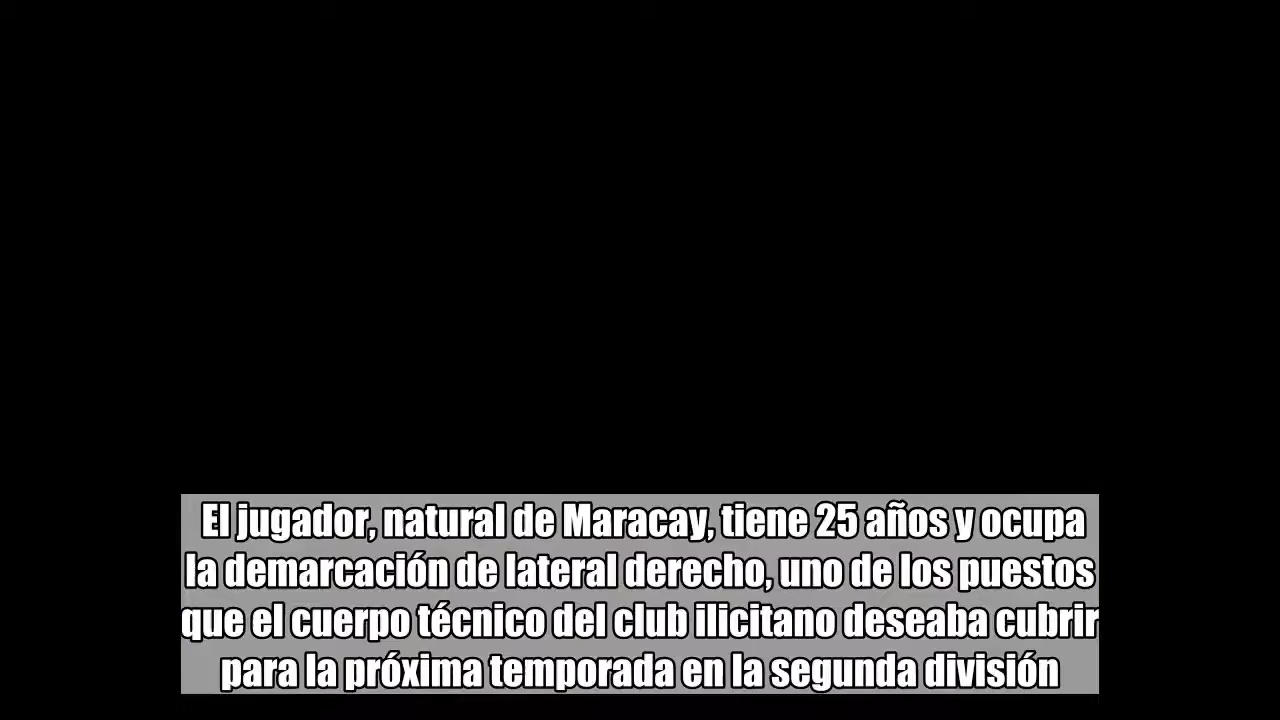 El jugador, natural de Maracay, tiene 25 años y ocupa
la demarcación de lateral derecho, uno de los puestos
que el cuerpo técnico del club ilicitano deseaba cubrir
para la próxima temporada en la segunda división